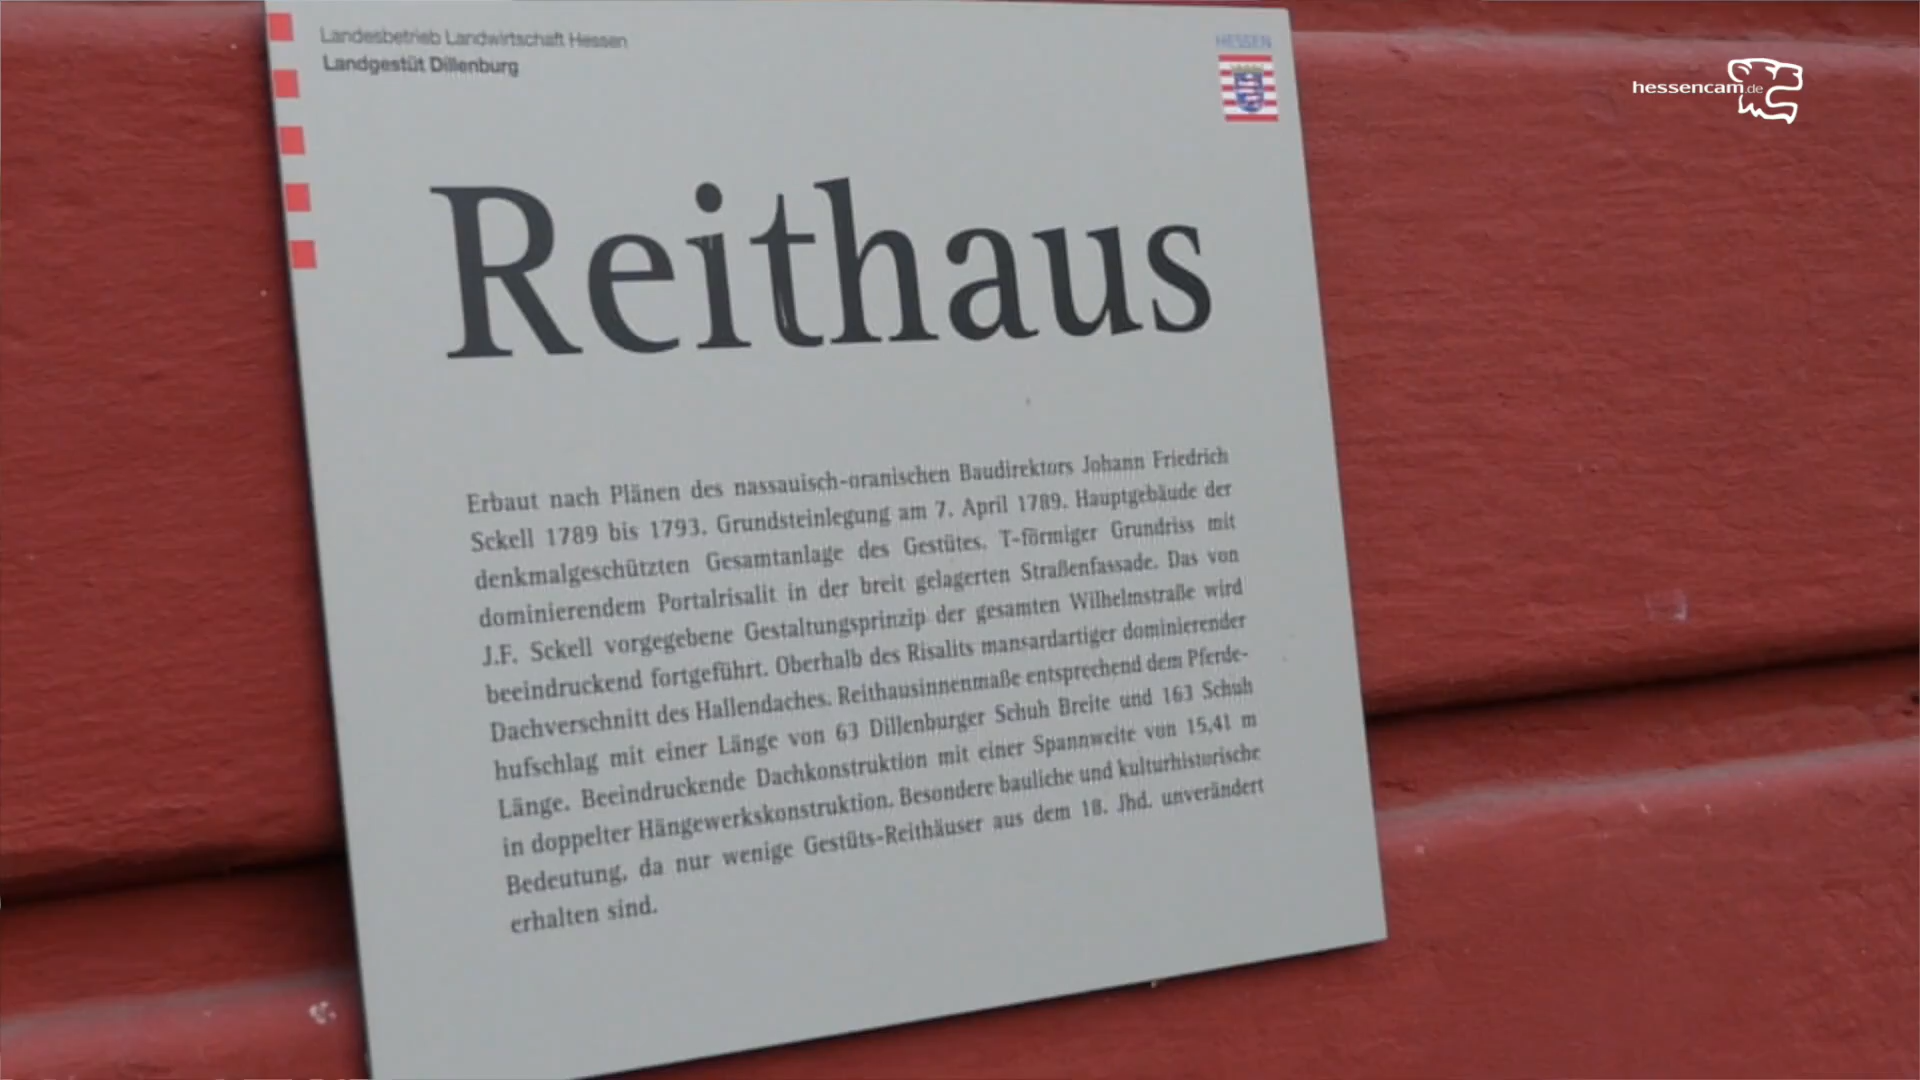 Landesbetrieb Landwirtschaft Hessen
Landgestüt Dillenburg
HESSEN
hessencam.de
Reithaus
Erbaut nach Plänen des nassauisch-oranischen Baudirektors Johann Friedrich
Sckell 1789 bis 1793. Grundsteinlegung am 7. April 1789. Hauptgebäude der
denkmalgeschützten Gesamtanlage des Gestütes. T-förmiger Grundriss mit
dominierendem Portalrisalit in der breit gelagerten Straßenfassade. Das von
J.F. Sckell vorgegebene Gestaltungsprinzip der gesamten Wilhelmstraße wird
beeindruckend fortgeführt. Oberhalb des Risalits mansardartiger dominierender
Dachverschnitt des Hallendaches. Reithausinnenmaße entsprechend dem Pferde-
hufschlag mit einer Länge von 63 Dillenburger Schuh Breite und 163 Schuh
Länge. Beeindruckende Dachkonstruktion mit einer Spannweite von 15,41 m
in doppelter Hängewerkskonstruktion. Besondere bauliche und kulturhistorische
Bedeutung, da nur wenige Gestüts-Reithäuser aus dem 18. Jhd. unverändert
erhalten sind.